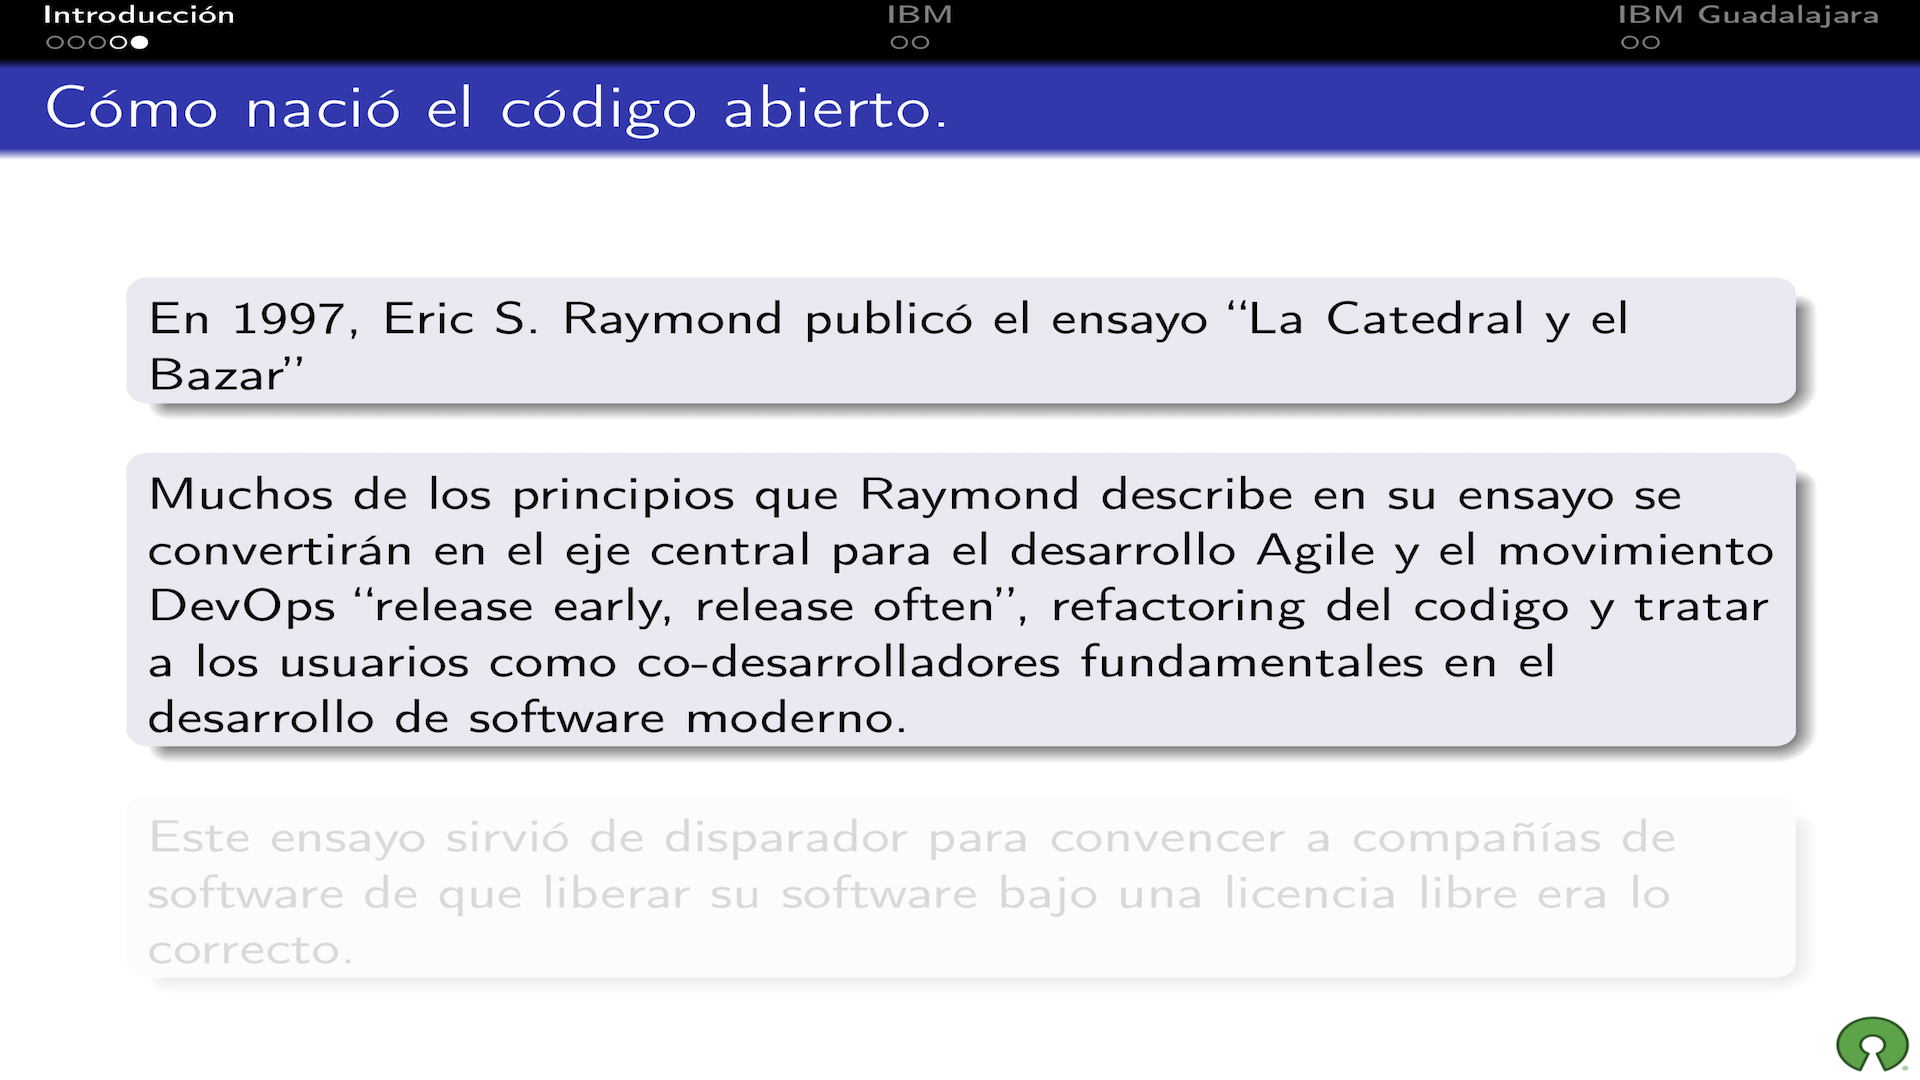 Introducción
IBM
IBM Guadalajara
Cómo nació el código abierto.
En 1997, Eric S. Raymond publicó el ensayo “La Catedral y el
Bazar”
Muchos de los principios que Raymond describe en su ensayo se
convertirán en el eje central para el desarrollo Agile y el movimiento
DevOps “release early, release often”, refactoring del codigo y tratar
a los usuarios como co-desarrolladores fundamentales en el
desarrollo de software moderno.
Este ensayo sirvió de disparador para convencer a compañías de
software de que liberar su software bajo una licencia libre era lo
correcto.